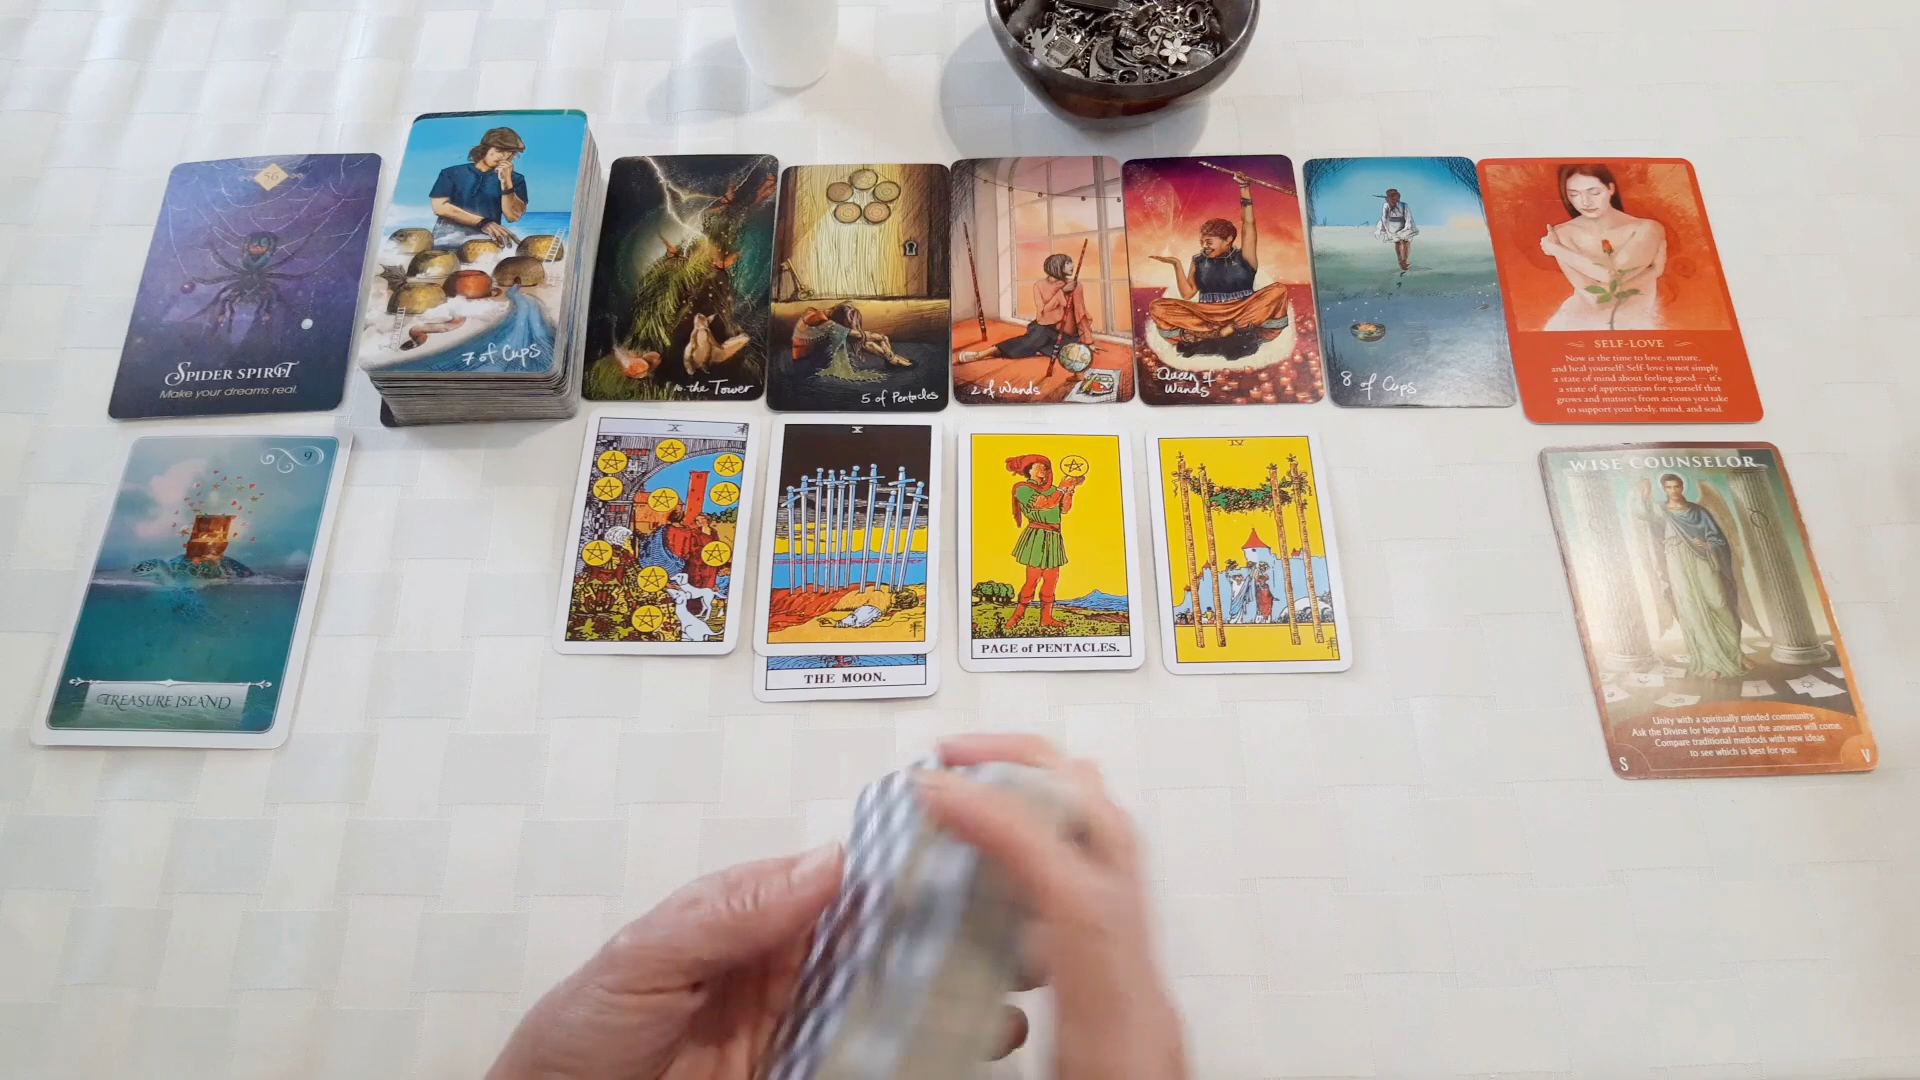 56
SPIDER SPIRIT
Make your dreams real.
7 of Cups
16. the Tower
5 of Pentacles
2 of Wands
Queen of
Wands
8 of Cups
SELF-LOVE
Now is the time to love, nurture,
and heal yourself! Self-love is not simply
a state of mind about feeling good — it's
a state of appreciation for yourself that
grows and matures from actions you take
to support your body, mind, and soul.
9
TREASURE ISLAND
X
X
THE MOON.
PAGE of PENTACLES.
IV
WISE COUNSELOR
Unity with a spiritually minded community.
Ask the Divine for help and trust the answers will come.
Compare traditional methods with new ideas
to see which is best for you.
S
V